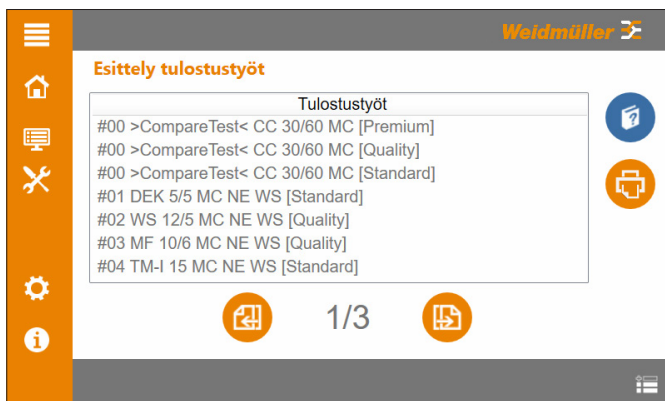 Weidmüller
Esittely tulostustyöt
Tulostustyöt
#00 >CompareTest< CC 30/60 MC [Premium]
#00 >CompareTest< CC 30/60 MC [Quality]
#00 >CompareTest< CC 30/60 MC [Standard]
#01 DEK 5/5 MC NE WS [Standard]
#02 WS 12/5 MC NE WS [Quality]
#03 MF 10/6 MC NE WS [Quality]
#04 TM-I 15 MC NE WS [Standard]
1/3